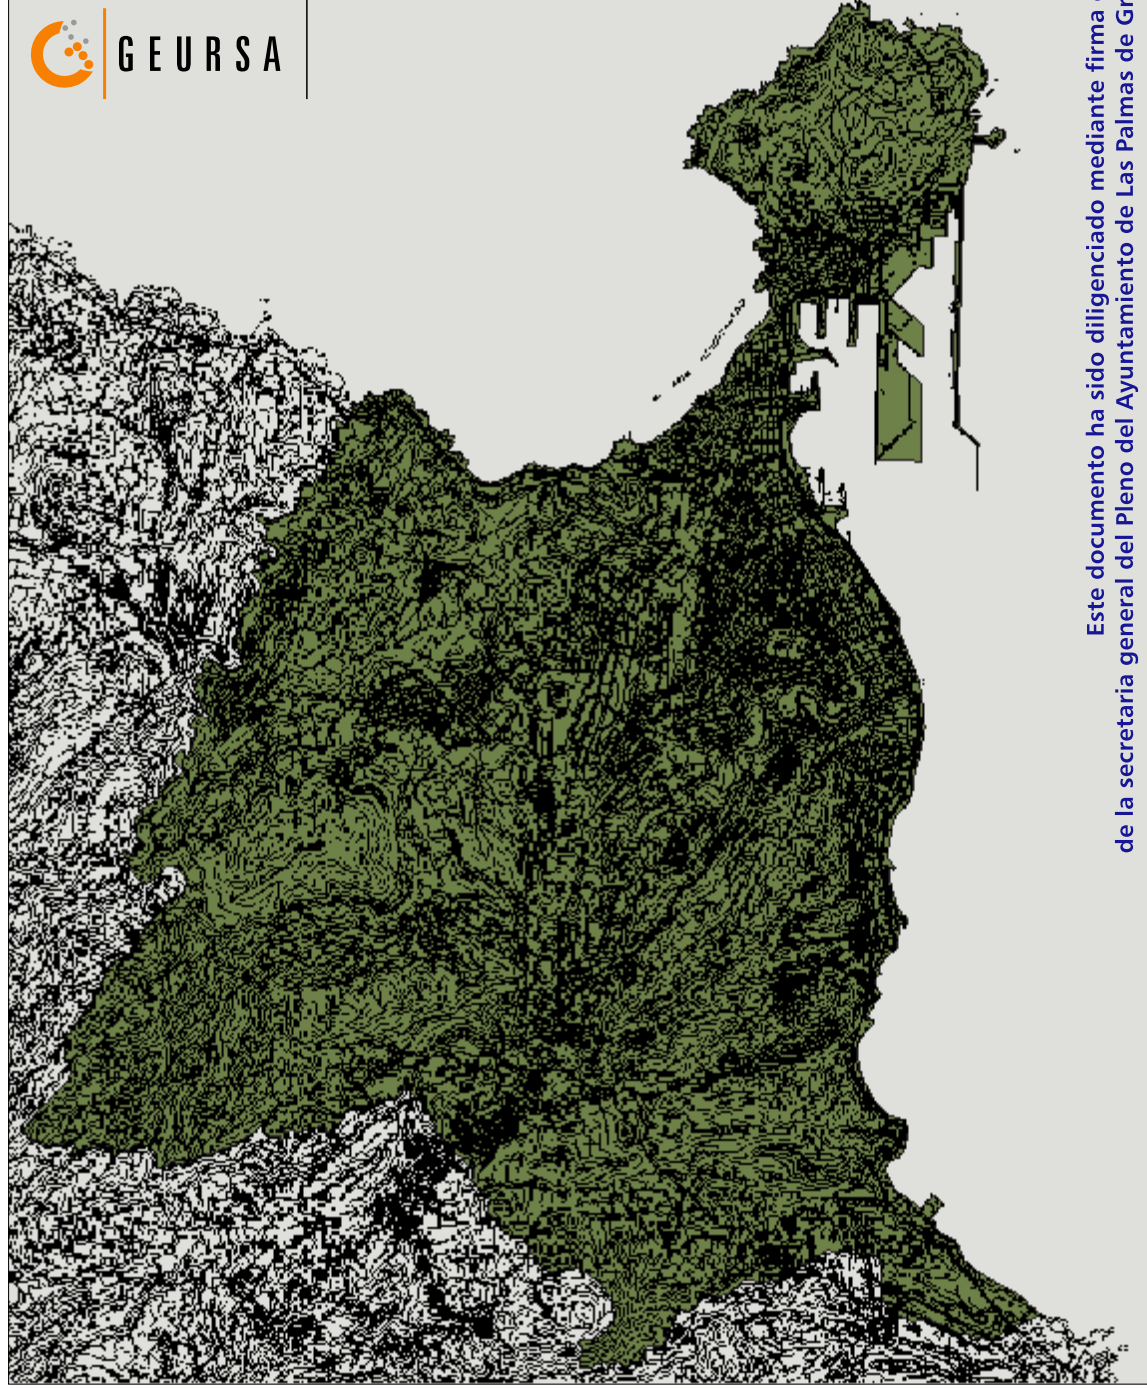 GEURSA
Este documento ha sido diligenciado mediante firma
de la secretaria general del Pleno del Ayuntamiento de Las Palmas de